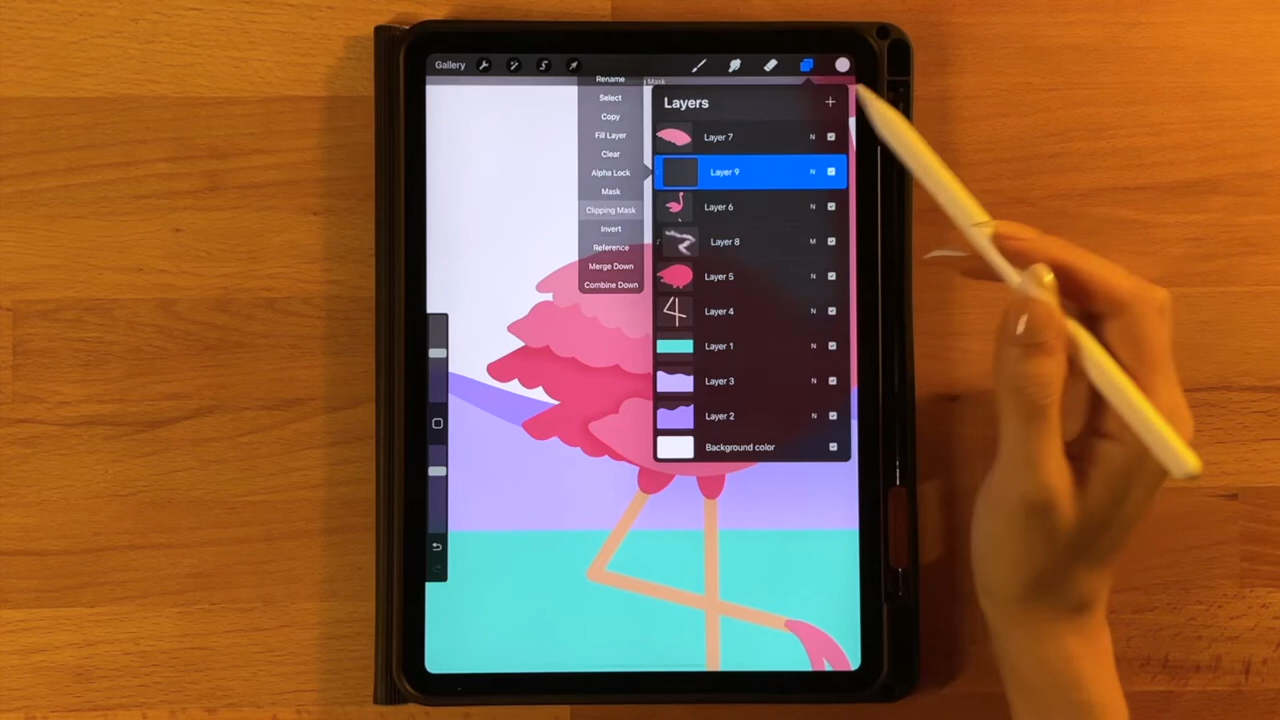 Gallery
Rename
Mask
Select
Copy
Fill Layer
Clear
Alpha Lock
Mask
Clipping Mask
Invert
Reference
Merge Down
Combine Down
Layers
Layer 7 N
Layer 9 N
Layer 6 N
Layer 8 M
Layer 5 N
Layer 4 N
Layer 1 N
Layer 3 N
Layer 2 N
Background color